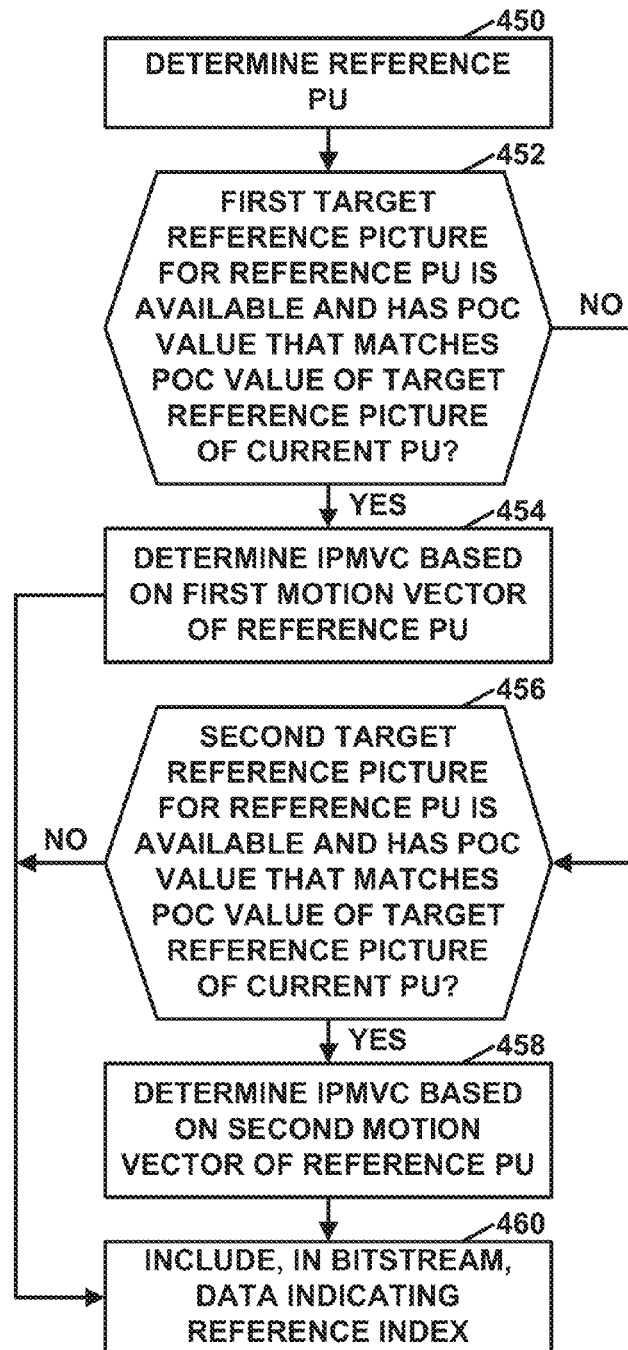 450
DETERMINE REFERENCE
PU
452
FIRST TARGET
REFERENCE PICTURE
FOR REFERENCE PU IS
AVAILABLE AND HAS POC
VALUE THAT MATCHES
POC VALUE OF TARGET
REFERENCE PICTURE
OF CURRENT PU?
NO
YES
454
DETERMINE IPMVC BASED
ON FIRST MOTION VECTOR
OF REFERENCE PU
456
SECOND TARGET
REFERENCE PICTURE
FOR REFERENCE PU IS
AVAILABLE AND HAS POC
VALUE THAT MATCHES
POC VALUE OF TARGET
REFERENCE PICTURE
OF CURRENT PU?
NO
YES
458
DETERMINE IPMVC BASED
ON SECOND MOTION
VECTOR OF REFERENCE PU
460
INCLUDE, IN BITSTREAM,
DATA INDICATING
REFERENCE INDEX